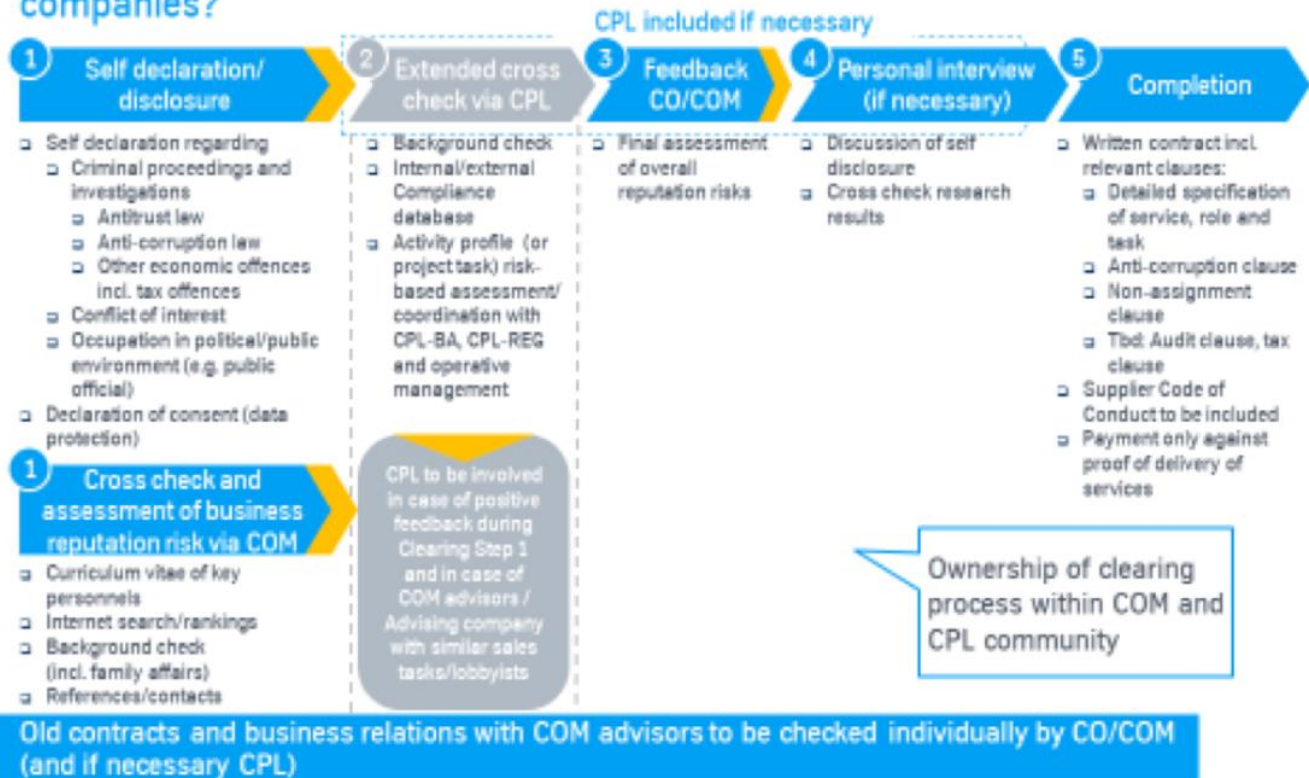 companies?
CPL included if necessary
1
Self declaration/
disclosure
2
Extended cross
check via CPL
3
Feedback
CO/COM
4
Personal interview
(if necessary)
5
Completion
Self declaration regarding
Criminal proceedings and
investigations
Antitrust law
Anti-corruption law
Other economic offences
incl. tax offences
Conflict of interest
Occupation in political/public
environment (e.g. public
official)
Declaration of consent (data
protection)
1
Cross check and
assessment of business
reputation risk via COM
Curriculum vitae of key
personnels
Internet search/rankings
Background check
(incl. family affairs)
References/contacts
Background check
Internal/external
Compliance
database
Activity profile (or
project task) risk-
based assessment/
coordination with
CPL-BA, CPL-REG
and operative
management
CPL to be involved
in case of positive
feedback during
Clearing Step 1
and in case of
COM advisors /
Advising company
with similar sales
tasks/lobbyists
Final assessment
of overall
reputation risks
Discussion of self
disclosure
Cross check research
results
Written contract incl.
relevant clauses:
Detailed specification
of service, role and
task
Anti-corruption clause
Non-assignment
clause
Tbd: Audit clause, tax
clause
Supplier Code of
Conduct to be included
Payment only against
proof of delivery of
services
Ownership of clearing
process within COM and
CPL community
Old contracts and business relations with COM advisors to be checked individually by CO/COM
(and if necessary CPL)